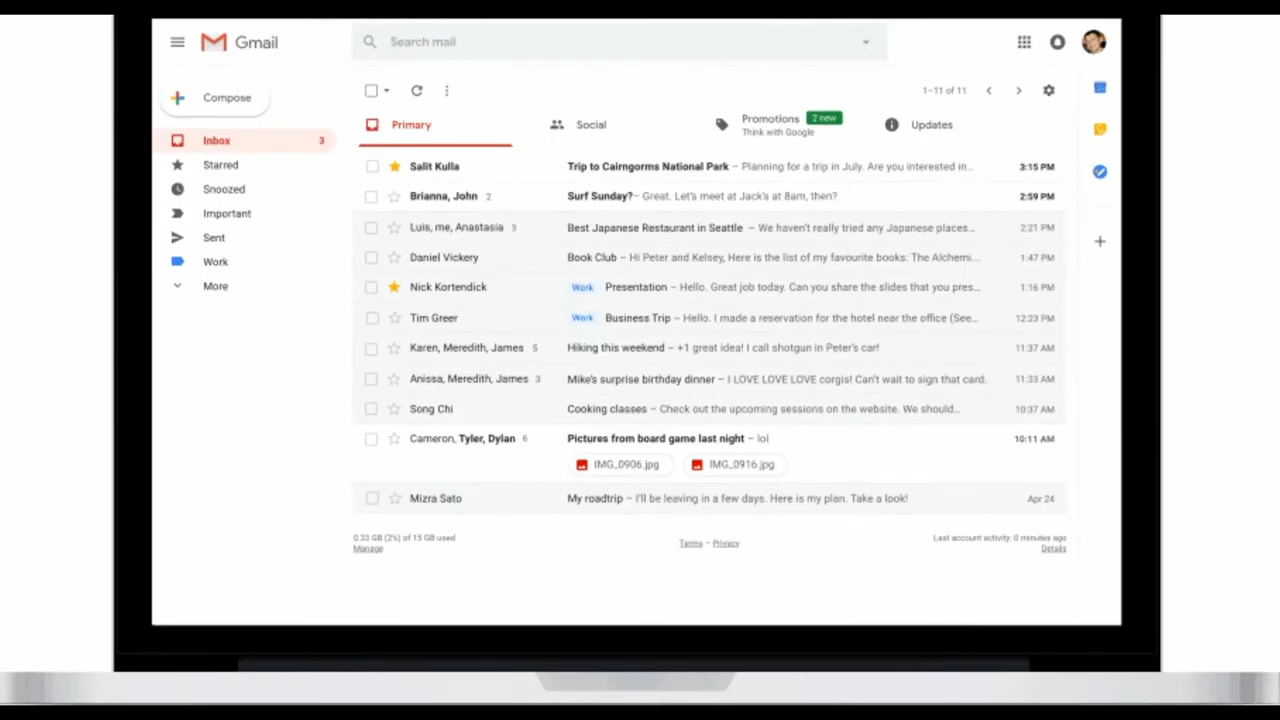 Gmail
Search mail
Compose
1–11 of 11
Primary
Social
Promotions 2 new
Think with Google
Updates
Inbox 3
Starred
Snoozed
Important
Sent
Work
More
Salit Kulla Trip to Cairngorms National Park – Planning for a trip in July. Are you interested in... 3:15 PM
Brianna, John 2 Surf Sunday?– Great. Let's meet at Jack's at 8am, then? 2:59 PM
Luis, me, Anastasia 3 Best Japanese Restaurant in Seattle – We haven't really tried any Japanese places... 2:21 PM
Daniel Vickery Book Club – Hi Peter and Kelsey, Here is the list of my favourite books: The Alchemi... 1:47 PM
Nick Kortendick Work Presentation – Hello. Great job today. Can you share the slides that you pres... 1:16 PM
Tim Greer Work Business Trip – Hello. I made a reservation for the hotel near the office (See... 12:23 PM
Karen, Meredith, James 5 Hiking this weekend – +1 great idea! I call shotgun in Peter's car! 11:37 AM
Anissa, Meredith, James 3 Mike's surprise birthday dinner – I LOVE LOVE LOVE corgis! Can't wait to sign that card. 11:33 AM
Song Chi Cooking classes – Check out the upcoming sessions on the website. We should... 10:37 AM
Cameron, Tyler, Dylan 6 Pictures from board game last night – lol 10:11 AM
IMG_0906.jpg IMG_0916.jpg
Mizra Sato My roadtrip – I'll be leaving in a few days. Here is my plan. Take a look! Apr 24
0.33 GB (2%) of 15 GB used
Manage
Terms – Privacy
Last account activity: 0 minutes ago
Details